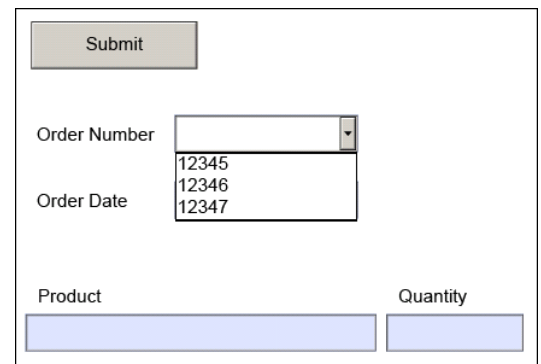 Submit
Order Number
12345
12346
Order Date
12347
Product Quantity